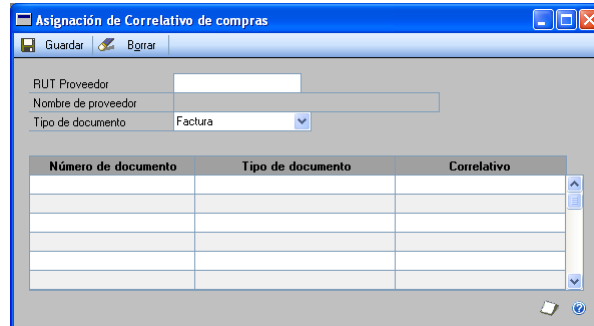 Asignación de Correlativo de compras
Guardar Borrar
RUT Proveedor
Nombre de proveedor
Tipo de documento Factura
Número de documento Tipo de documento Correlativo